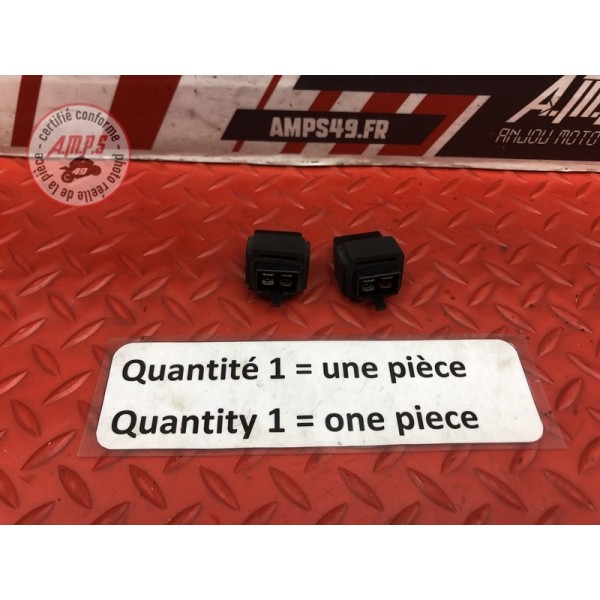 certifié conforme - photo réelle de la pièce -
A.M.P.S
49
AMPS49.FR
A.M.
ANJOU MOTO
Quantité 1 = une pièce
Quantity 1 = one piece